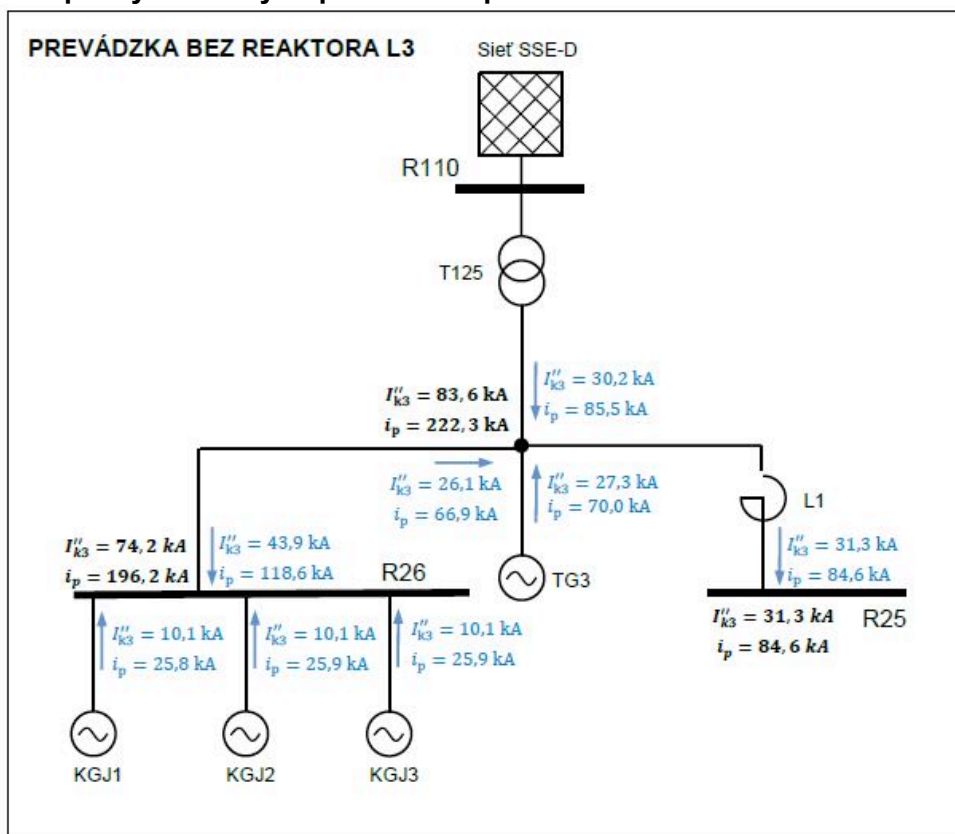 PREVÁDZKA BEZ REAKTORA L3
Sieť SSE-D
R110
T125
I″k3 = 30,2 kA
ip = 85,5 kA
I″k3 = 83,6 kA
ip = 222,3 kA
I″k3 = 26,1 kA
ip = 66,9 kA
I″k3 = 27,3 kA
ip = 70,0 kA
L1
I″k3 = 74,2 kA
ip = 196,2 kA
I″k3 = 43,9 kA
ip = 118,6 kA
R26
TG3
I″k3 = 31,3 kA
ip = 84,6 kA
I″k3 = 31,3 kA
ip = 84,6 kA
R25
I″k3 = 10,1 kA
ip = 25,8 kA
I″k3 = 10,1 kA
ip = 25,9 kA
I″k3 = 10,1 kA
ip = 25,9 kA
KGJ1
KGJ2
KGJ3